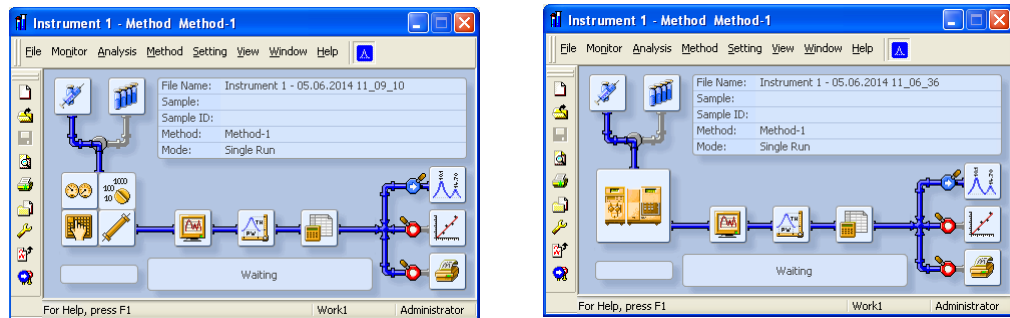 Instrument 1 - Method Method-1
File Monitor Analysis Method Setting View Window Help
File Name: Instrument 1 - 05.06.2014 11_09_10
Sample:
Sample ID:
Method: Method-1
Mode: Single Run
1000
100
10
Waiting
For Help, press F1 Work1 Administrator
Instrument 1 - Method Method-1
File Monitor Analysis Method Setting View Window Help
File Name: Instrument 1 - 05.06.2014 11_06_36
Sample:
Sample ID:
Method: Method-1
Mode: Single Run
Waiting
For Help, press F1 Work1 Administrator